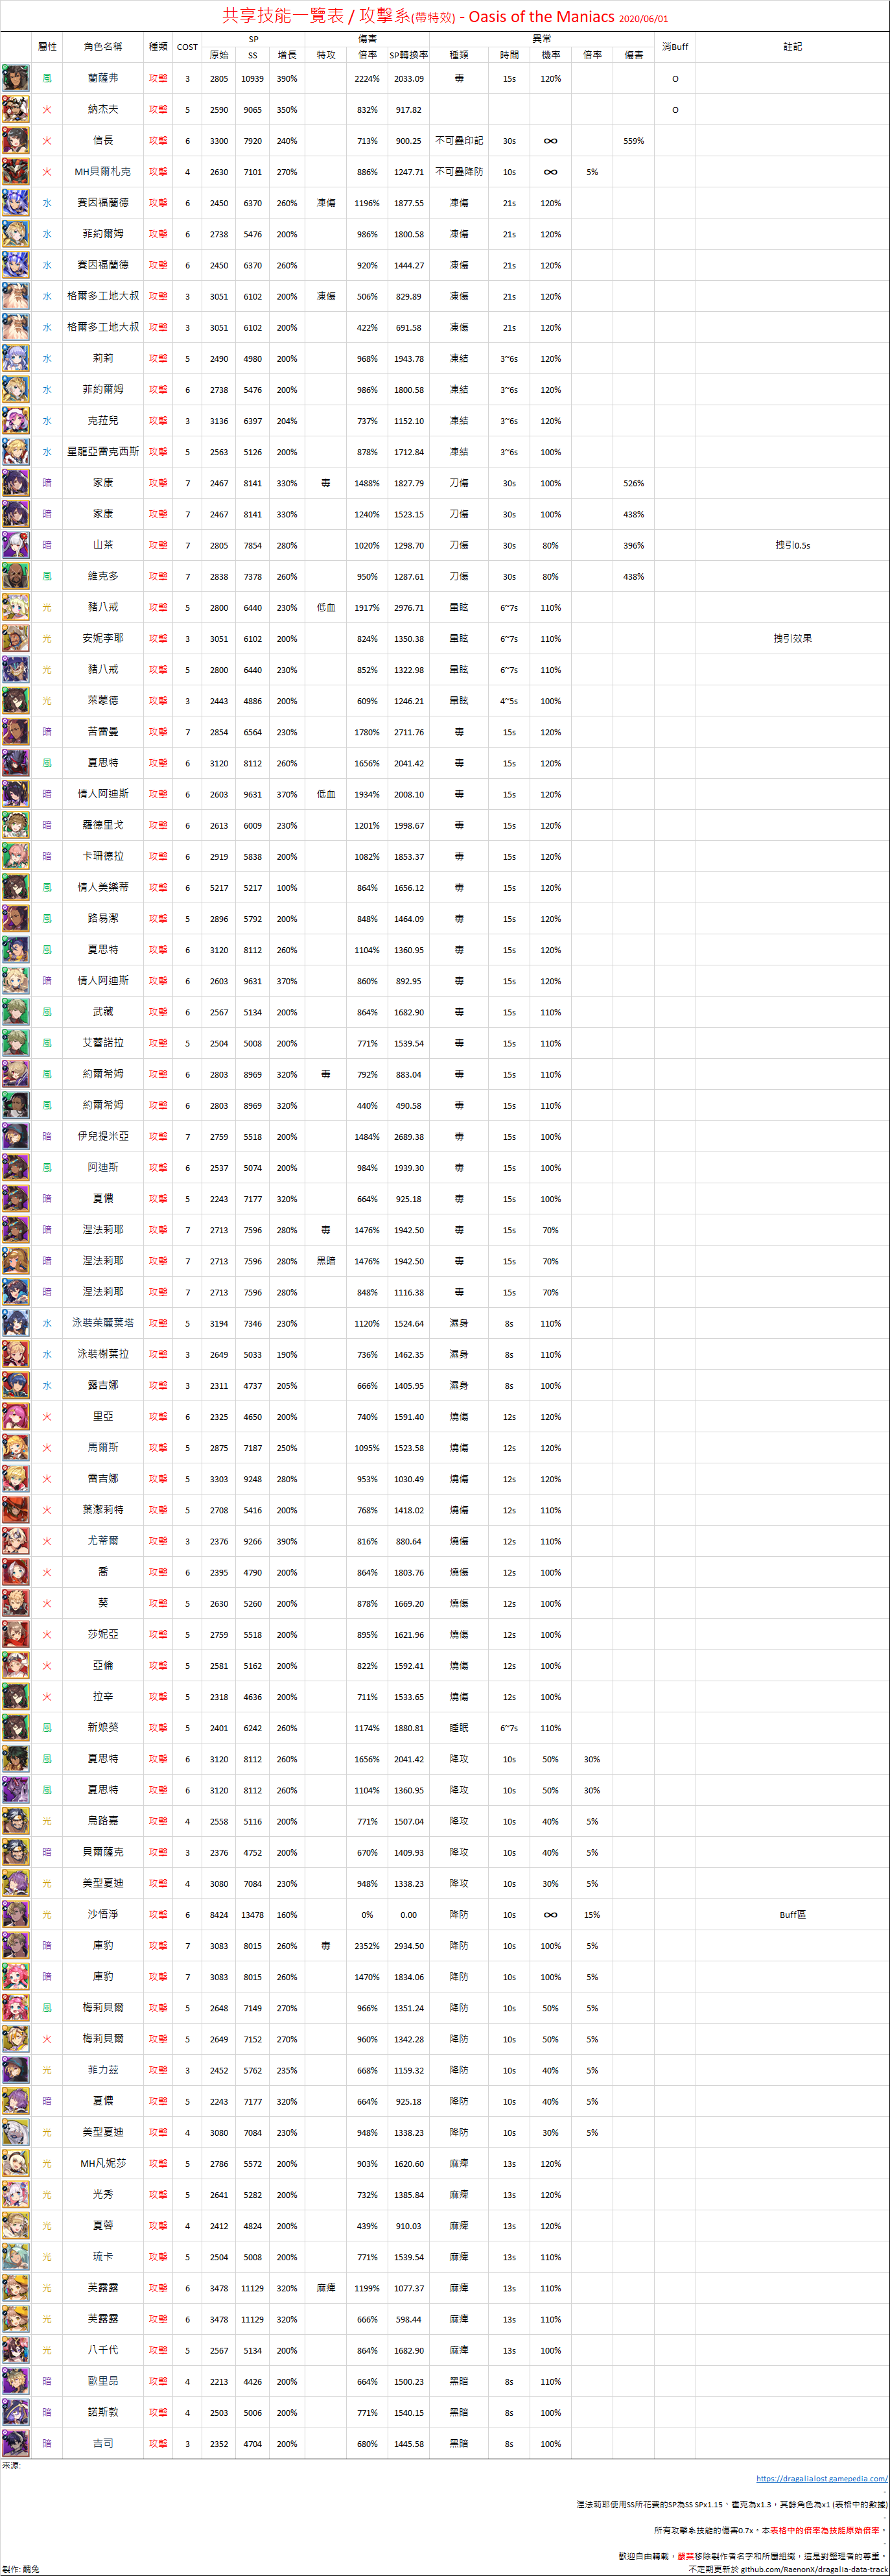 共享技能一覽表 / 攻擊系(帶特效) - Oasis of the Maniacs 2020/06/01
屬性 角色名稱 種類 COST SP 傷害 異常 消Buff 註記
原始 SS 增長 特攻 倍率 SP轉換率 種類 時間 機率 倍率 傷害
風 蘭薩弗 攻擊 3 2805 10939 390% 2224% 2033.09 毒 15s 120% O
火 納杰夫 攻擊 5 2590 9065 350% 832% 917.82 O
火 信長 攻擊 6 3300 7920 240% 713% 900.25 不可疊印記 30s ∞ 559%
火 MH貝爾札克 攻擊 4 2630 7101 270% 886% 1247.71 不可疊降防 10s ∞ 5%
水 賽因福蘭德 攻擊 6 2450 6370 260% 凍傷 1196% 1877.55 凍傷 21s 120%
水 菲約爾姆 攻擊 6 2738 5476 200% 986% 1800.58 凍傷 21s 120%
水 賽因福蘭德 攻擊 6 2450 6370 260% 920% 1444.27 凍傷 21s 120%
水 格爾多工地大叔 攻擊 3 3051 6102 200% 凍傷 506% 829.89 凍傷 21s 120%
水 格爾多工地大叔 攻擊 3 3051 6102 200% 422% 691.58 凍傷 21s 120%
水 莉莉 攻擊 5 2490 4980 200% 968% 1943.78 凍結 3~6s 120%
水 菲約爾姆 攻擊 6 2738 5476 200% 986% 1800.58 凍結 3~6s 120%
水 克菈兒 攻擊 3 3136 6397 204% 737% 1152.10 凍結 3~6s 120%
水 星龍亞雷克西斯 攻擊 5 2563 5126 200% 878% 1712.84 凍結 3~6s 100%
暗 家康 攻擊 7 2467 8141 330% 毒 1488% 1827.79 刀傷 30s 100% 526%
暗 家康 攻擊 7 2467 8141 330% 1240% 1523.15 刀傷 30s 100% 438%
暗 山茶 攻擊 7 2805 7854 280% 1020% 1298.70 刀傷 30s 80% 396% 拽引0.5s
風 維克多 攻擊 7 2838 7378 260% 950% 1287.61 刀傷 30s 80% 438%
光 豬八戒 攻擊 5 2800 6440 230% 低血 1917% 2976.71 暈眩 6~7s 110%
光 安妮李耶 攻擊 3 3051 6102 200% 824% 1350.38 暈眩 6~7s 110% 拽引效果
光 豬八戒 攻擊 5 2800 6440 230% 852% 1322.98 暈眩 6~7s 110%
光 萊蒙德 攻擊 3 2443 4886 200% 609% 1246.21 暈眩 4~5s 100%
暗 苦雷曼 攻擊 7 2854 6564 230% 1780% 2711.76 毒 15s 120%
風 夏思特 攻擊 6 3120 8112 260% 1656% 2041.42 毒 15s 120%
暗 情人阿迪斯 攻擊 6 2603 9631 370% 低血 1934% 2008.10 毒 15s 120%
暗 羅德里戈 攻擊 6 2613 6009 230% 1201% 1998.67 毒 15s 120%
暗 卡珊德拉 攻擊 6 2919 5838 200% 1082% 1853.37 毒 15s 120%
風 情人美樂蒂 攻擊 6 5217 5217 100% 864% 1656.12 毒 15s 120%
風 路易潔 攻擊 5 2896 5792 200% 848% 1464.09 毒 15s 120%
風 夏思特 攻擊 6 3120 8112 260% 1104% 1360.95 毒 15s 120%
暗 情人阿迪斯 攻擊 6 2603 9631 370% 860% 892.95 毒 15s 120%
風 武藏 攻擊 6 2567 5134 200% 864% 1682.90 毒 15s 110%
風 艾蕾諾拉 攻擊 5 2504 5008 200% 771% 1539.54 毒 15s 110%
風 約爾希姆 攻擊 6 2803 8969 320% 毒 792% 883.04 毒 15s 110%
風 約爾希姆 攻擊 6 2803 8969 320% 440% 490.58 毒 15s 110%
暗 伊兒提米亞 攻擊 7 2759 5518 200% 1484% 2689.38 毒 15s 100%
風 阿迪斯 攻擊 6 2537 5074 200% 984% 1939.30 毒 15s 100%
暗 夏儂 攻擊 5 2243 7177 320% 664% 925.18 毒 15s 100%
暗 涅法莉耶 攻擊 7 2713 7596 280% 毒 1476% 1942.50 毒 15s 70%
暗 涅法莉耶 攻擊 7 2713 7596 280% 黑暗 1476% 1942.50 毒 15s 70%
暗 涅法莉耶 攻擊 7 2713 7596 280% 848% 1116.38 毒 15s 70%
水 泳裝茱麗葉塔 攻擊 5 3194 7346 230% 1120% 1524.64 濕身 8s 110%
水 泳裝榭葉拉 攻擊 3 2649 5033 190% 736% 1462.35 濕身 8s 110%
水 露吉娜 攻擊 3 2311 4737 205% 666% 1405.95 濕身 8s 100%
火 里亞 攻擊 6 2325 4650 200% 740% 1591.40 燒傷 12s 120%
火 馬爾斯 攻擊 5 2875 7187 250% 1095% 1523.58 燒傷 12s 120%
火 雷吉娜 攻擊 5 3303 9248 280% 953% 1030.49 燒傷 12s 120%
火 葉潔莉特 攻擊 5 2708 5416 200% 768% 1418.02 燒傷 12s 110%
火 尤蒂爾 攻擊 3 2376 9266 390% 816% 880.64 燒傷 12s 110%
火 喬 攻擊 6 2395 4790 200% 864% 1803.76 燒傷 12s 100%
火 葵 攻擊 5 2630 5260 200% 878% 1669.20 燒傷 12s 100%
火 莎妮亞 攻擊 5 2759 5518 200% 895% 1621.96 燒傷 12s 100%
火 亞倫 攻擊 5 2581 5162 200% 822% 1592.41 燒傷 12s 100%
火 拉辛 攻擊 5 2318 4636 200% 711% 1533.65 燒傷 12s 100%
風 新娘葵 攻擊 5 2401 6242 260% 1174% 1880.81 睡眠 6~7s 110%
風 夏思特 攻擊 6 3120 8112 260% 1656% 2041.42 降攻 10s 50% 30%
風 夏思特 攻擊 6 3120 8112 260% 1104% 1360.95 降攻 10s 50% 30%
光 烏路嘉 攻擊 4 2558 5116 200% 771% 1507.04 降攻 10s 40% 5%
暗 貝爾薩克 攻擊 3 2376 4752 200% 670% 1409.93 降攻 10s 40% 5%
光 美型夏迪 攻擊 4 3080 7084 230% 948% 1338.23 降攻 10s 30% 5%
光 沙悟淨 攻擊 6 8424 13478 160% 0% 0.00 降防 10s ∞ 15% Buff區
暗 庫豹 攻擊 7 3083 8015 260% 毒 2352% 2934.50 降防 10s 100% 5%
暗 庫豹 攻擊 7 3083 8015 260% 1470% 1834.06 降防 10s 100% 5%
風 梅莉貝爾 攻擊 5 2648 7149 270% 966% 1351.24 降防 10s 50% 5%
火 梅莉貝爾 攻擊 5 2649 7152 270% 960% 1342.28 降防 10s 50% 5%
光 菲力茲 攻擊 3 2452 5762 235% 668% 1159.32 降防 10s 40% 5%
暗 夏儂 攻擊 5 2243 7177 320% 664% 925.18 降防 10s 40% 5%
光 美型夏迪 攻擊 4 3080 7084 230% 948% 1338.23 降防 10s 30% 5%
光 MH凡妮莎 攻擊 5 2786 5572 200% 903% 1620.60 麻痺 13s 120%
光 光秀 攻擊 5 2641 5282 200% 732% 1385.84 麻痺 13s 120%
光 夏蓉 攻擊 4 2412 4824 200% 439% 910.03 麻痺 13s 120%
光 琉卡 攻擊 5 2504 5008 200% 771% 1539.54 麻痺 13s 110%
光 芙露露 攻擊 6 3478 11129 320% 麻痺 1199% 1077.37 麻痺 13s 110%
光 芙露露 攻擊 6 3478 11129 320% 666% 598.44 麻痺 13s 110%
光 八千代 攻擊 5 2567 5134 200% 864% 1682.90 麻痺 13s 100%
暗 歐里昂 攻擊 4 2213 4426 200% 664% 1500.23 黑暗 8s 110%
暗 諾斯敦 攻擊 4 2503 5006 200% 771% 1540.15 黑暗 8s 100%
暗 吉司 攻擊 3 2352 4704 200% 680% 1445.58 黑暗 8s 100%
來源:
https://dragalialost.gamepedia.com/
-
涅法莉耶使用SS所花費的SP為SS SPx1.15、霍克為x1.3，其餘角色為x1 (表格中的數據)
-
所有攻擊系技能的傷害0.7x，本表格中的倍率為技能原始倍率。
-
歡迎自由轉載，嚴禁移除製作者名字和所屬組織，這是對整理者的尊重。
製作: 靄兔 不定期更新於 github.com/RaenonX/dragalia-data-track